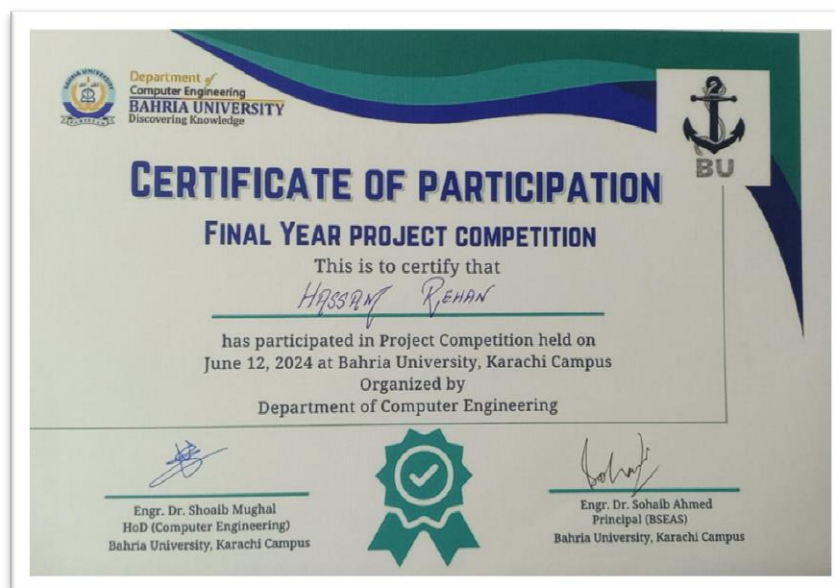 Department of
Computer Engineering
BAHRIA UNIVERSITY
Discovering Knowledge
BU
CERTIFICATE OF PARTICIPATION
FINAL YEAR PROJECT COMPETITION
This is to certify that
HASSAN REHAN
has participated in Project Competition held on
June 12, 2024 at Bahria University, Karachi Campus
Organized by
Department of Computer Engineering
Engr. Dr. Shoaib Mughal
HoD (Computer Engineering)
Bahria University, Karachi Campus
Sohaib
Engr. Dr. Sohaib Ahmed
Principal (BSEAS)
Bahria University, Karachi Campus